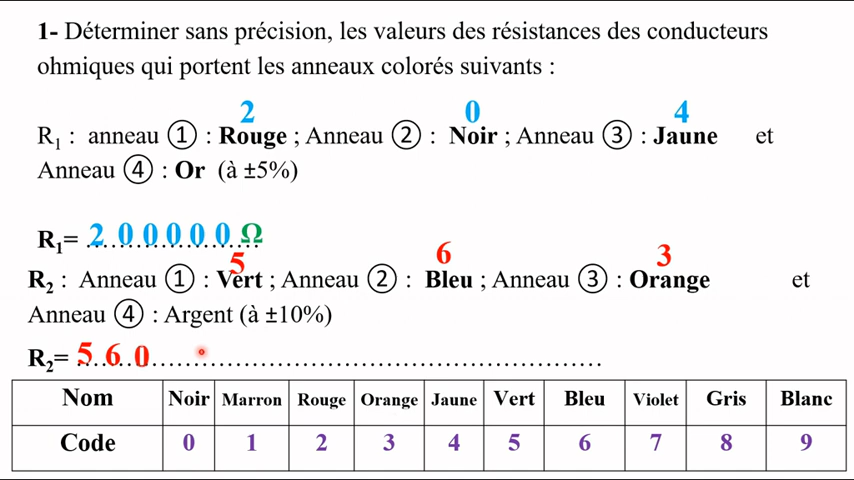 1- Déterminer sans précision, les valeurs des résistances des conducteurs
ohmiques qui portent les anneaux colorés suivants :
2 0 4
R₁ : anneau ① : Rouge ; Anneau ② : Noir ; Anneau ③ : Jaune et
Anneau ④ : Or (à ±5%)
R₁= 2 0 0 0 0 0 Ω
5 6 3
R₂ : Anneau ① : Vert ; Anneau ② : Bleu ; Anneau ③ : Orange et
Anneau ④ : Argent (à ±10%)
R₂= 5 6 0 ......................................................
Nom Noir Marron Rouge Orange Jaune Vert Bleu Violet Gris Blanc
Code 0 1 2 3 4 5 6 7 8 9